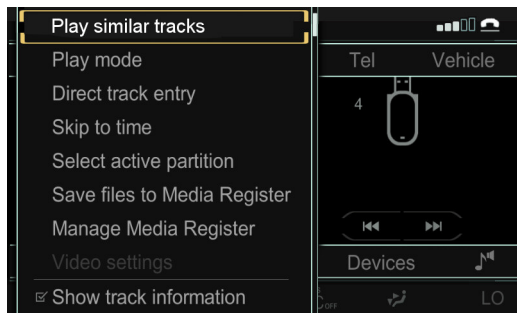 Play similar tracks
Play mode
Tel
Vehicle
Direct track entry
4
Skip to time
Select active partition
Save files to Media Register
Manage Media Register
Video settings
Devices
Show track information
OFF
LO